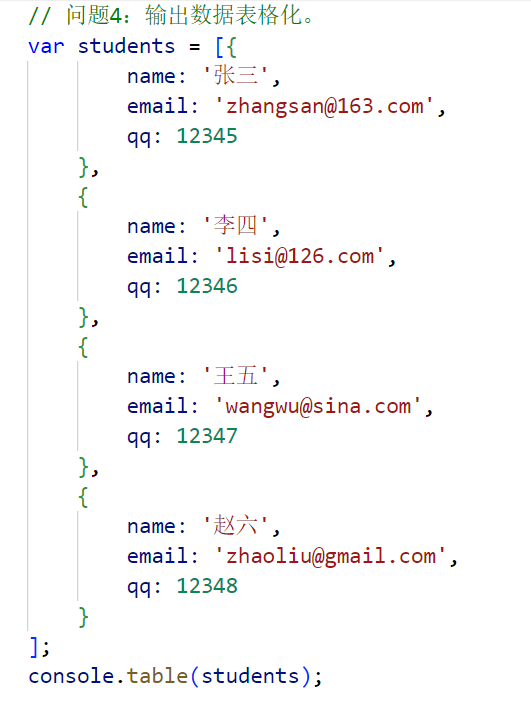 // 问题4：输出数据表格化。
var students = [{
        name: '张三',
        email: 'zhangsan@163.com',
        qq: 12345
    },
    {
        name: '李四',
        email: 'lisi@126.com',
        qq: 12346
    },
    {
        name: '王五',
        email: 'wangwu@sina.com',
        qq: 12347
    },
    {
        name: '赵六',
        email: 'zhaoliu@gmail.com',
        qq: 12348
    }
];
console.table(students);